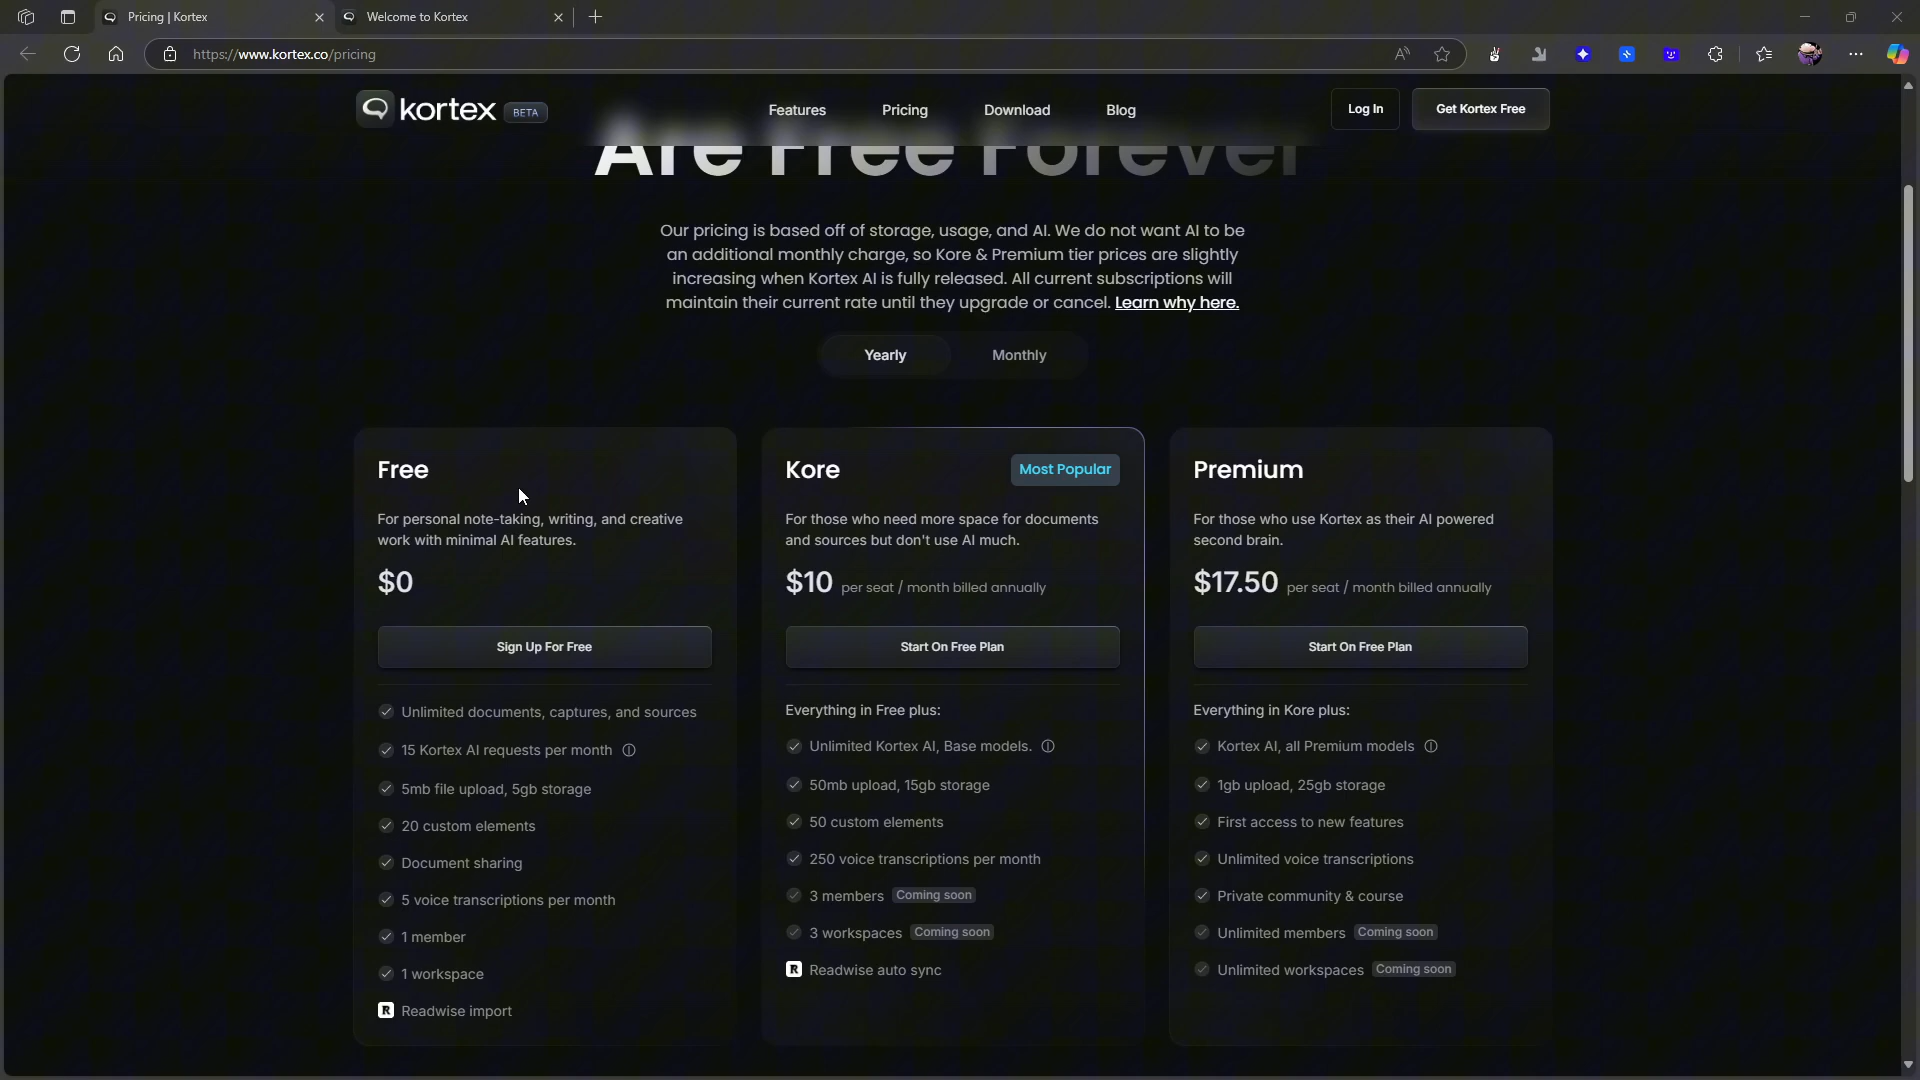 Pricing | Kortex
Welcome to Kortex
https://www.kortex.co/pricing
kortex BETA
Features
Pricing
Download
Blog
Log In
Get Kortex Free
Are Free Forever
Our pricing is based off of storage, usage, and AI. We do not want AI to be
an additional monthly charge, so Kore & Premium tier prices are slightly
increasing when Kortex AI is fully released. All current subscriptions will
maintain their current rate until they upgrade or cancel. Learn why here.
Yearly
Monthly
Free
For personal note-taking, writing, and creative
work with minimal AI features.
$0
Sign Up For Free
Unlimited documents, captures, and sources
15 Kortex AI requests per month
5mb file upload, 5gb storage
20 custom elements
Document sharing
5 voice transcriptions per month
1 member
1 workspace
R Readwise import
Kore
Most Popular
For those who need more space for documents
and sources but don't use AI much.
$10 per seat / month billed annually
Start On Free Plan
Everything in Free plus:
Unlimited Kortex AI, Base models.
50mb upload, 15gb storage
50 custom elements
250 voice transcriptions per month
3 members Coming soon
3 workspaces Coming soon
R Readwise auto sync
Premium
For those who use Kortex as their AI powered
second brain.
$17.50 per seat / month billed annually
Start On Free Plan
Everything in Kore plus:
Kortex AI, all Premium models
1gb upload, 25gb storage
First access to new features
Unlimited voice transcriptions
Private community & course
Unlimited members Coming soon
Unlimited workspaces Coming soon